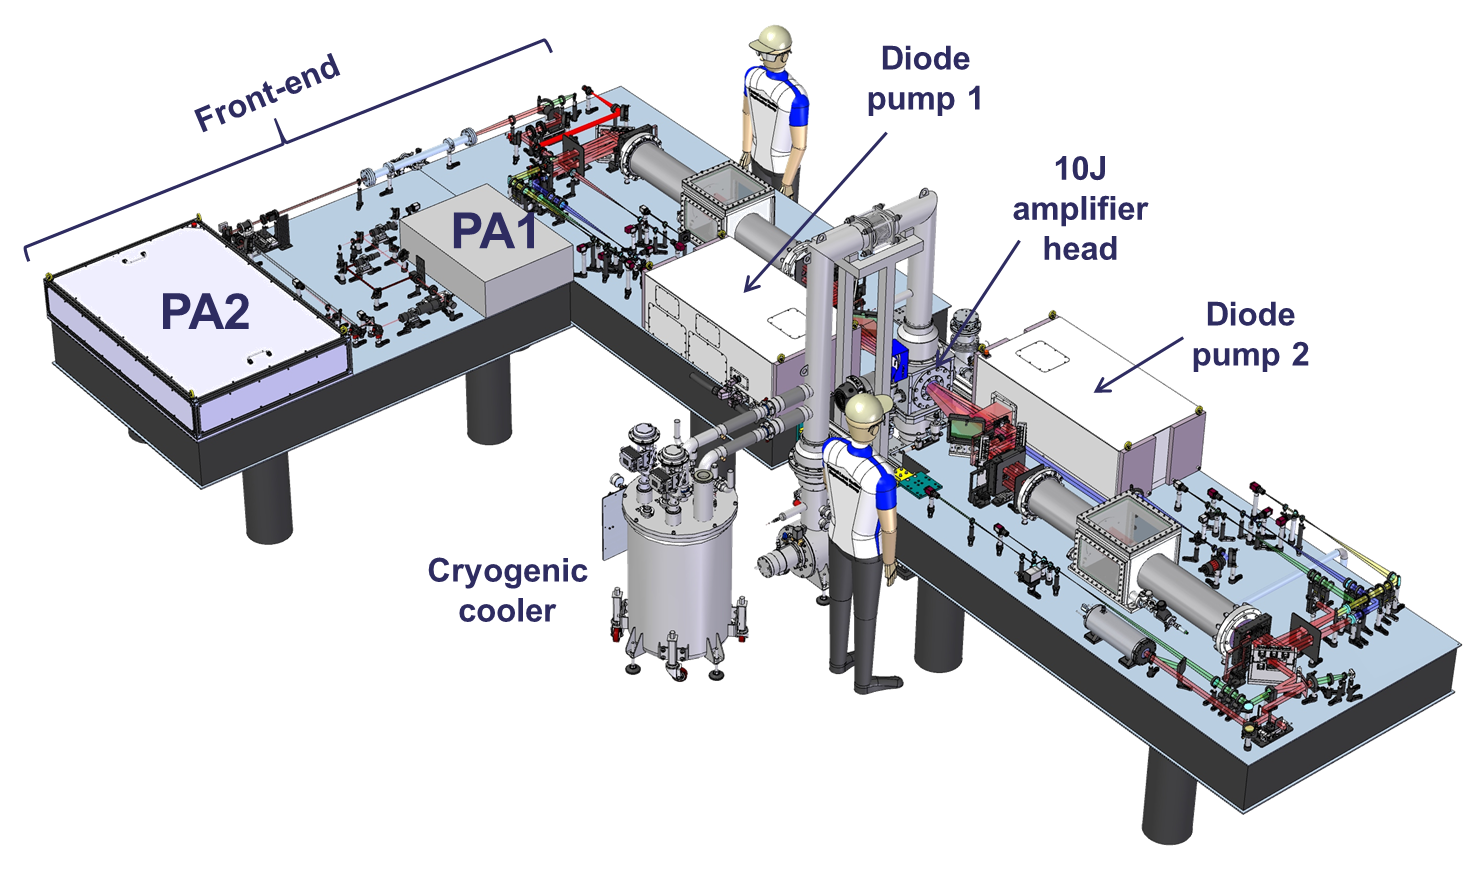 Front-end
Diode
pump 1
10J
amplifier
head
PA1
PA2
Diode
pump 2
Cryogenic
cooler